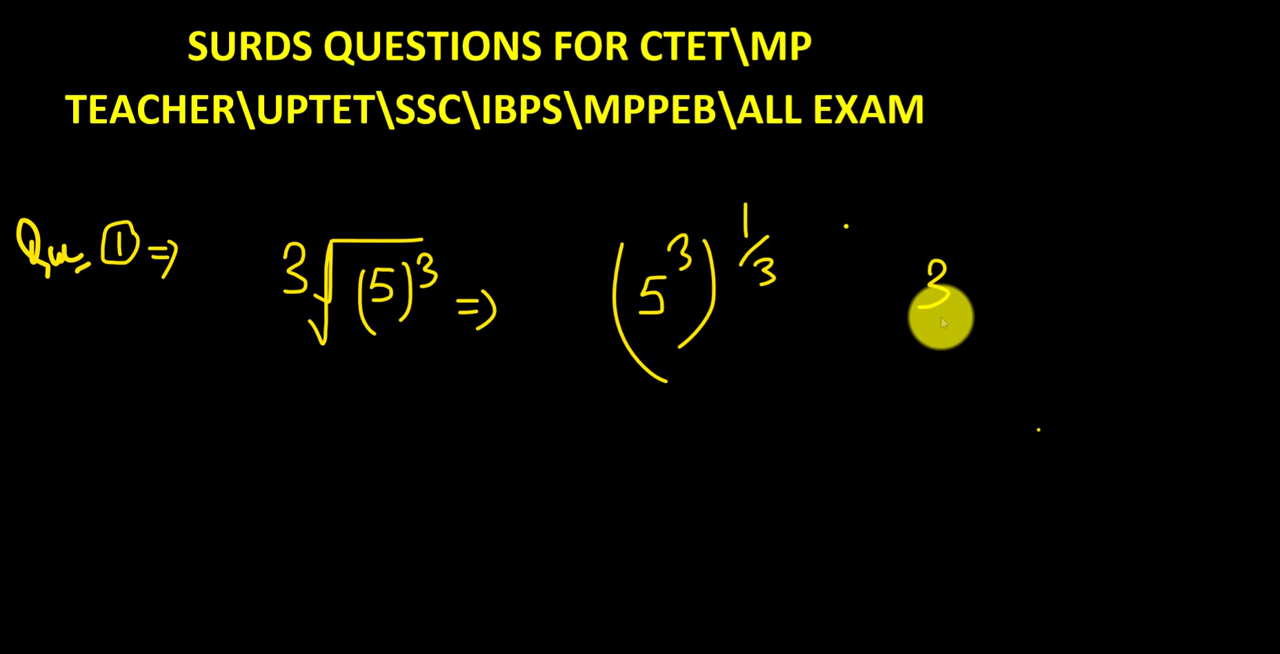 SURDS QUESTIONS FOR CTET\MP
TEACHER\UPTET\SSC\IBPS\MPPEB\ALL EXAM
Que. ① ⇒ ∛(5)³ ⇒ (5³)^1/3 3